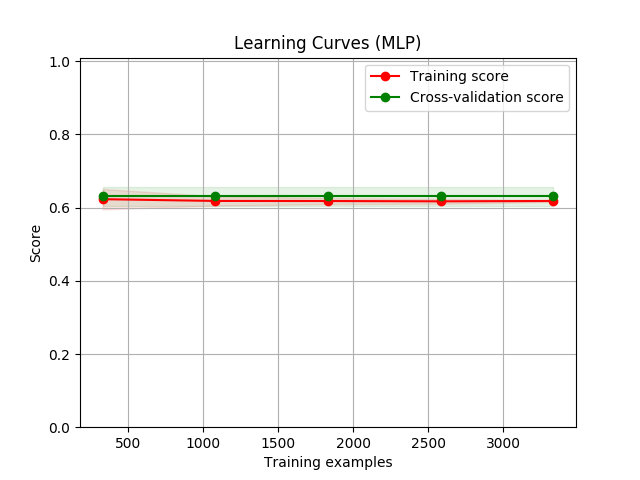 Learning Curves (MLP)
Training score
Cross-validation score
1.0
0.8
0.6
0.4
0.2
0.0
Score
500
1000
1500
2000
2500
3000
Training examples